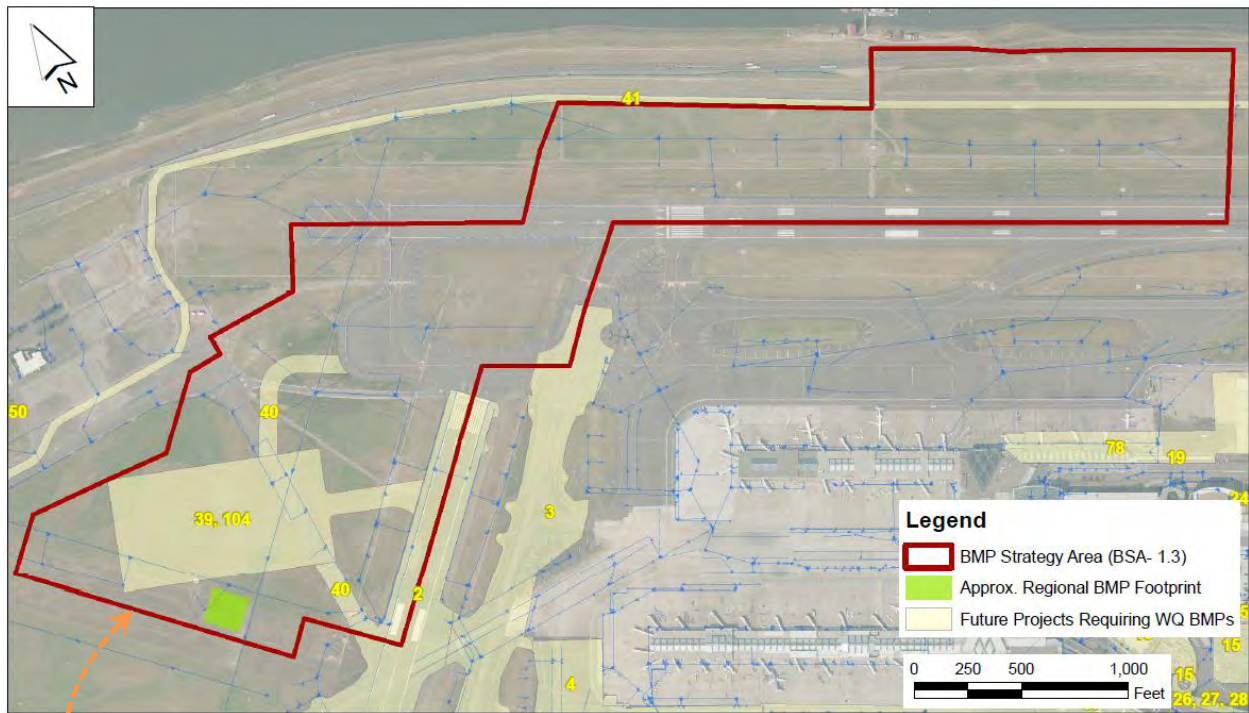 N
41
50
40
78
19
24
39, 104
3
40
2
4
15
15
26, 27, 28
Legend
BMP Strategy Area (BSA- 1.3)
Approx. Regional BMP Footprint
Future Projects Requiring WQ BMPs
0 250 500 1,000
Feet